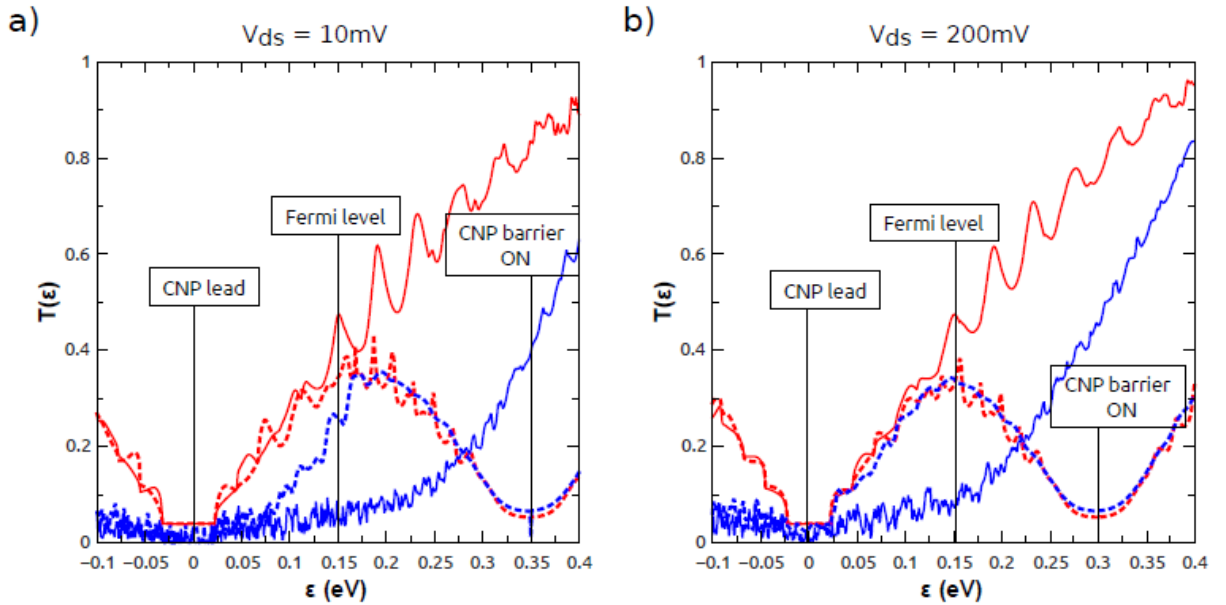 a)
V_ds = 10mV
T(ε)
1
0.8
0.6
0.4
0.2
0
Fermi level
CNP barrier
ON
CNP lead
−0.1 −0.05 0 0.05 0.1 0.15 0.2 0.25 0.3 0.35 0.4
ε (eV)
b)
V_ds = 200mV
T(ε)
1
0.8
0.6
0.4
0.2
0
Fermi level
CNP lead
CNP barrier
ON
−0.1 −0.05 0 0.05 0.1 0.15 0.2 0.25 0.3 0.35 0.4
ε (eV)